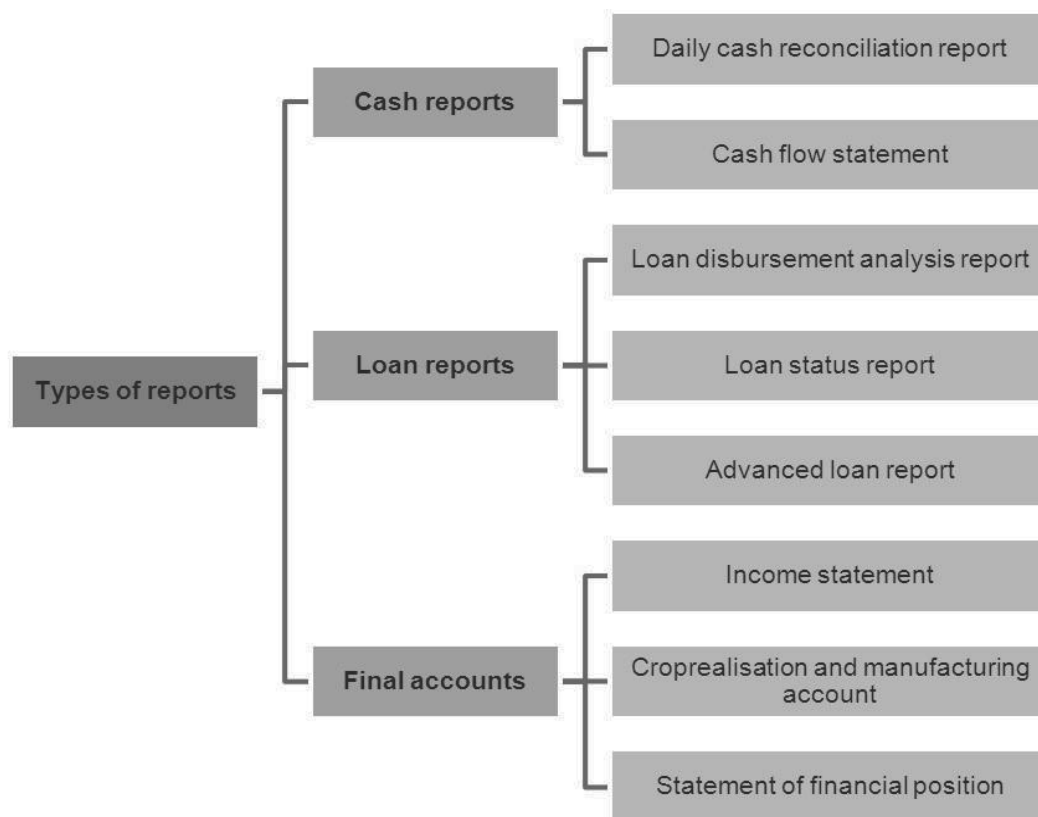 Types of reports
Cash reports
Daily cash reconciliation report
Cash flow statement
Loan reports
Loan disbursement analysis report
Loan status report
Advanced loan report
Final accounts
Income statement
Croprealisation and manufacturing
account
Statement of financial position